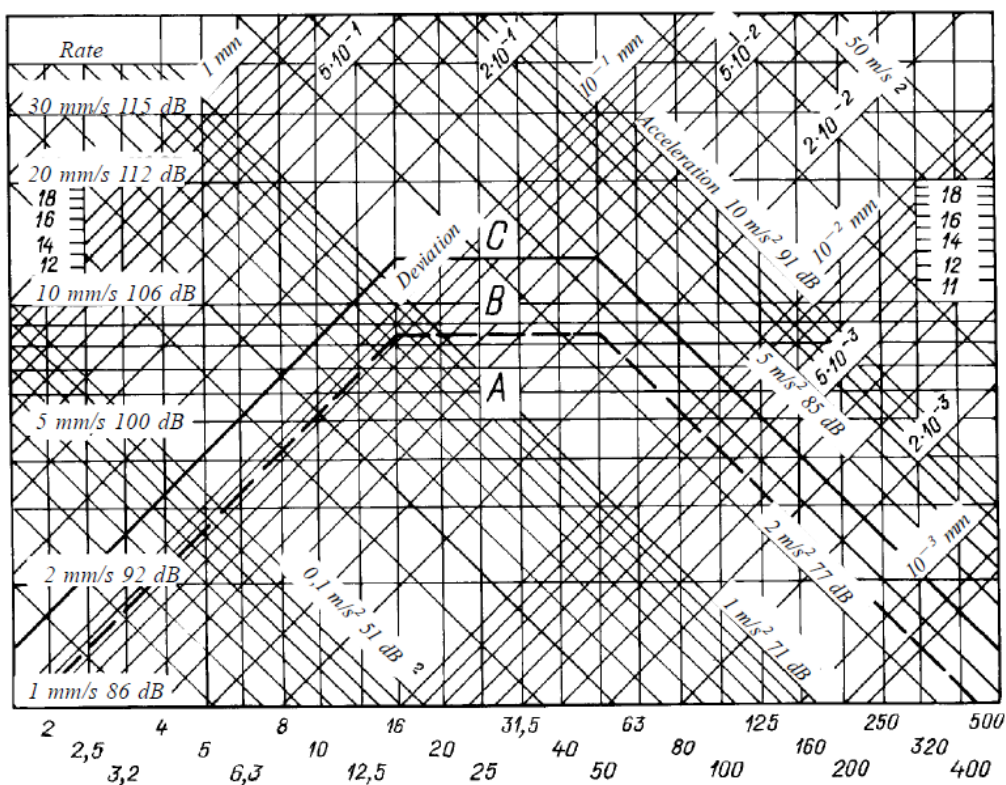 Rate
1 mm
5·10⁻¹
2·10⁻¹
10⁻¹ mm
5·10⁻²
50 m/s 2
2·10⁻²
30 mm/s 115 dB
Acceleration 10 m/s² 91 dB
20 mm/s 112 dB
18
16
14
12
18
16
14
12
11
10⁻² mm
C
Deviation
10 mm/s 106 dB
B
5·10⁻³
A
5 m/s² 85 dB
5 mm/s 100 dB
2·10⁻³
10⁻³ mm
2 mm/s 92 dB
0,1 m/s² 51 dB 2
2 m/s² 77 dB
1 m/s² 71 dB
1 mm/s 86 dB
2 4 8 16 31,5 63 125 250 500
2,5 5 10 20 40 80 160 320
3,2 6,3 12,5 25 50 100 200 400